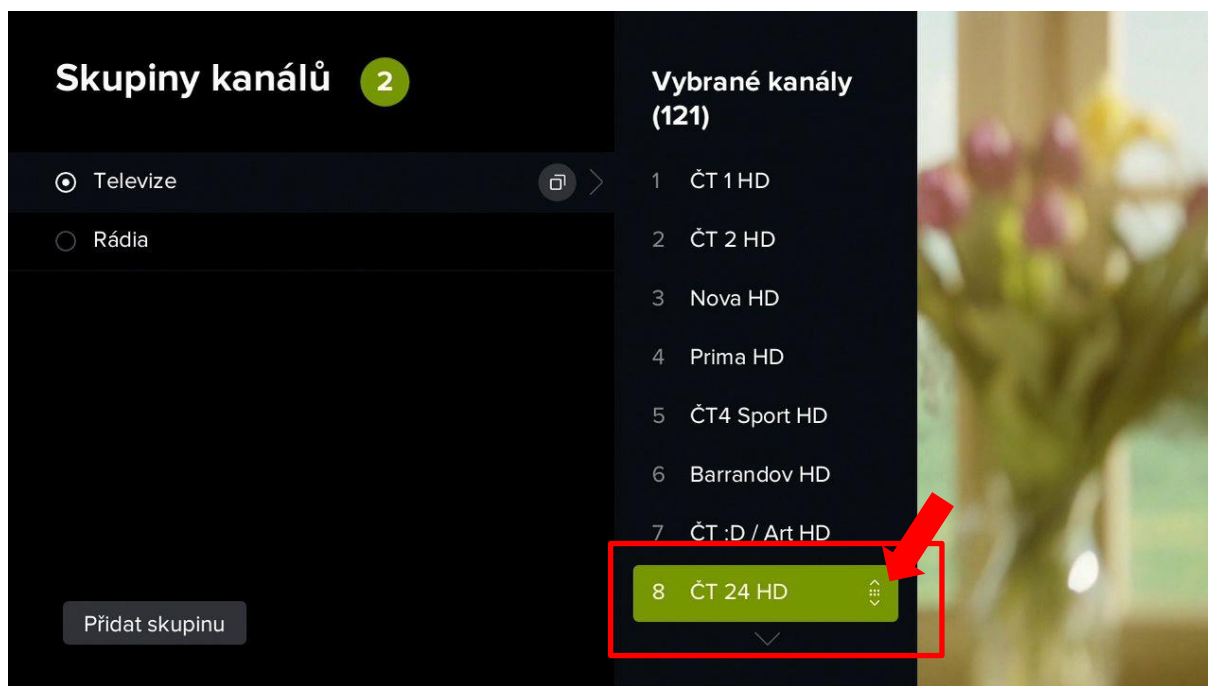 Skupiny kanálů 2
Televize
Rádia
Přidat skupinu
Vybrané kanály
(121)
1 ČT 1 HD
2 ČT 2 HD
3 Nova HD
4 Prima HD
5 ČT4 Sport HD
6 Barrandov HD
7 ČT :D / Art HD
8 ČT 24 HD